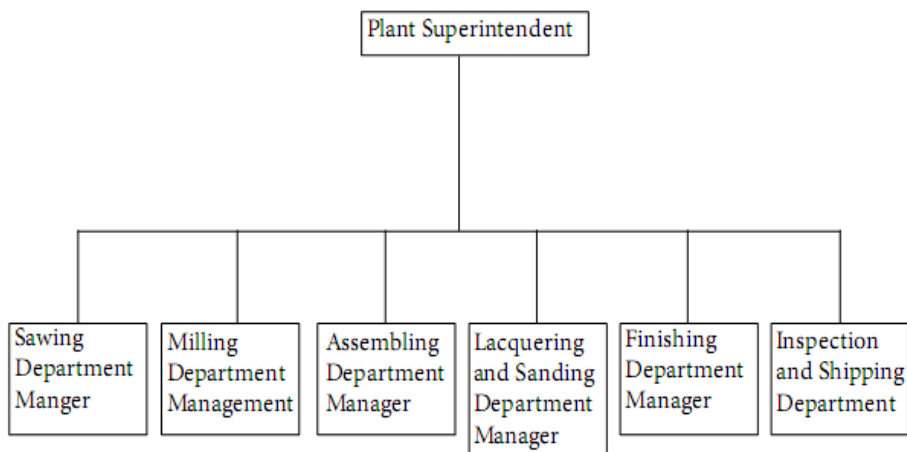 Plant Superintendent
Sawing
Department
Manger
Milling
Department
Management
Assembling
Department
Manager
Lacquering
and Sanding
Department
Manager
Finishing
Department
Manager
Inspection
and Shipping
Department